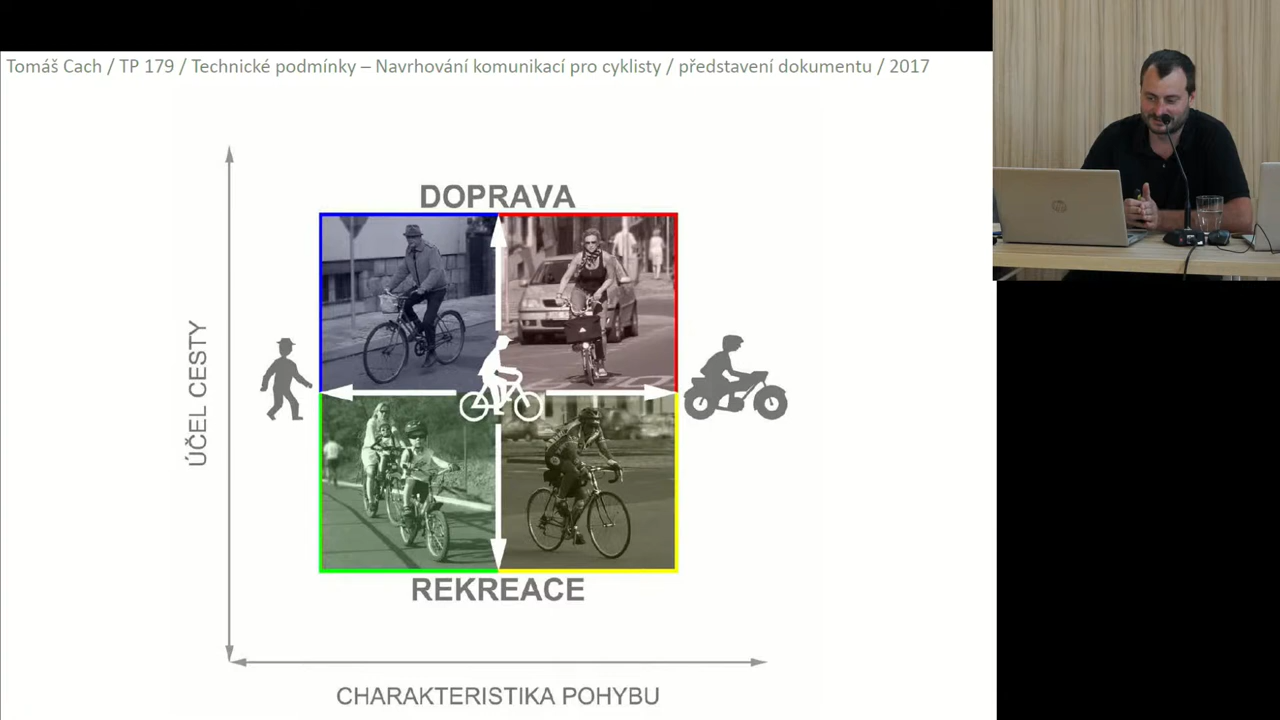 Tomáš Cach / TP 179 / Technické podmínky – Navrhování komunikací pro cyklisty / představení dokumentu / 2017
DOPRAVA
ÚČEL CESTY
REKREACE
CHARAKTERISTIKA POHYBU